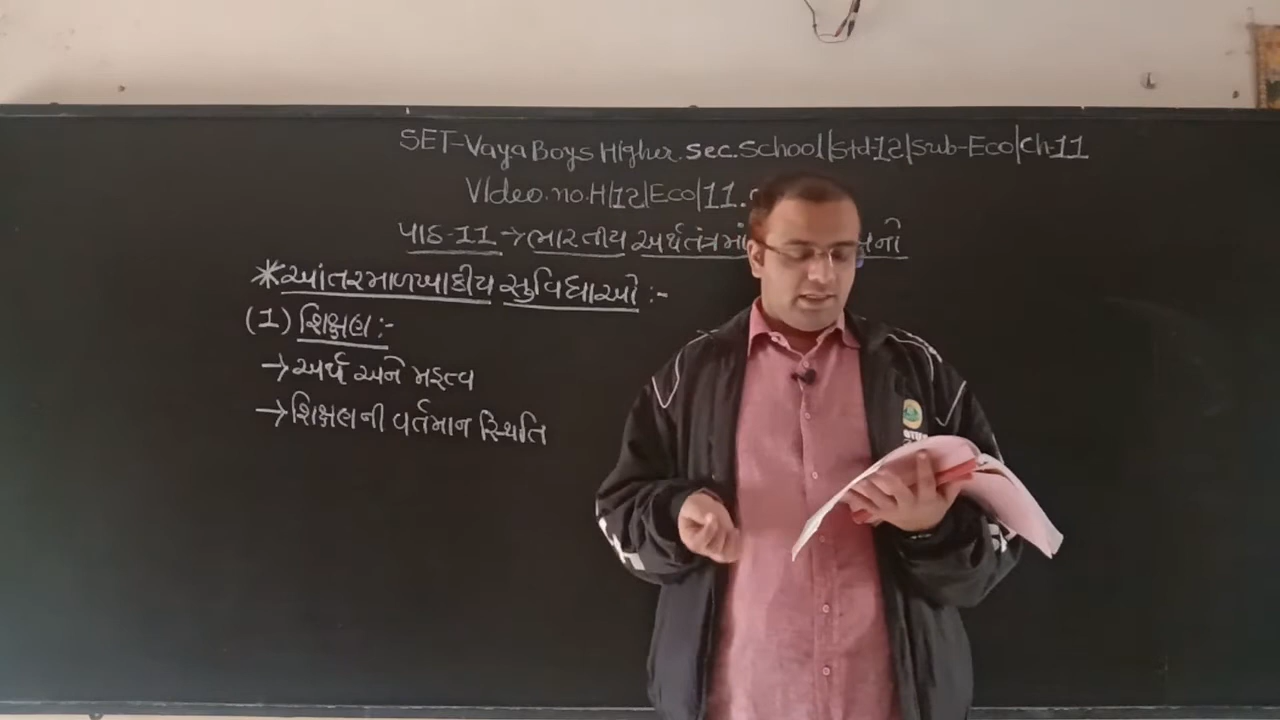 SET-Vaya Boys Higher.sec.School|Std-12|Sub-Eco|Ch-11
Video.no.H|12|Eco|11.
પાઠ-11 → ભારતીય અર્થતંત્રમાં
* આંતરમાળખાકીય સુવિધાઓ :-
(1) શિક્ષણ :-
→ અર્થ અને મહત્વ
→ શિક્ષણની વર્તમાન સ્થિતિ